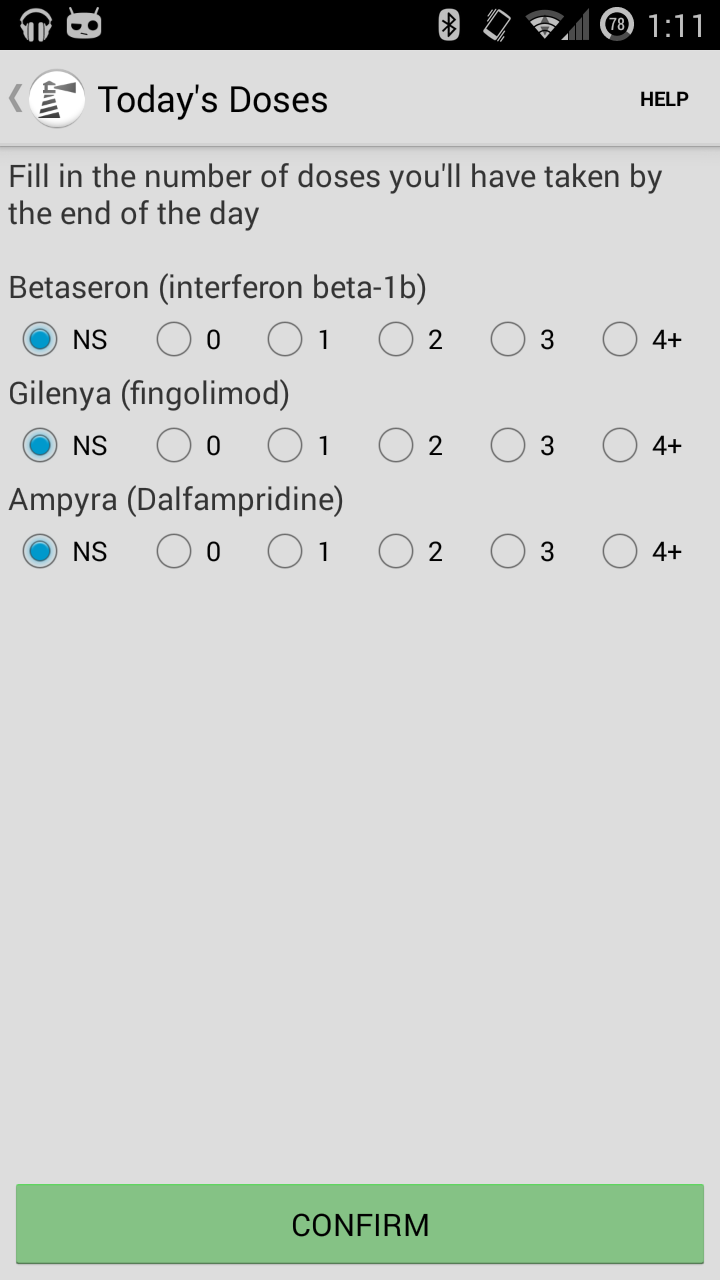 78 1:11
Today's Doses HELP
Fill in the number of doses you'll have taken by
the end of the day
Betaseron (interferon beta-1b)
NS 0 1 2 3 4+
Gilenya (fingolimod)
NS 0 1 2 3 4+
Ampyra (Dalfampridine)
NS 0 1 2 3 4+
CONFIRM